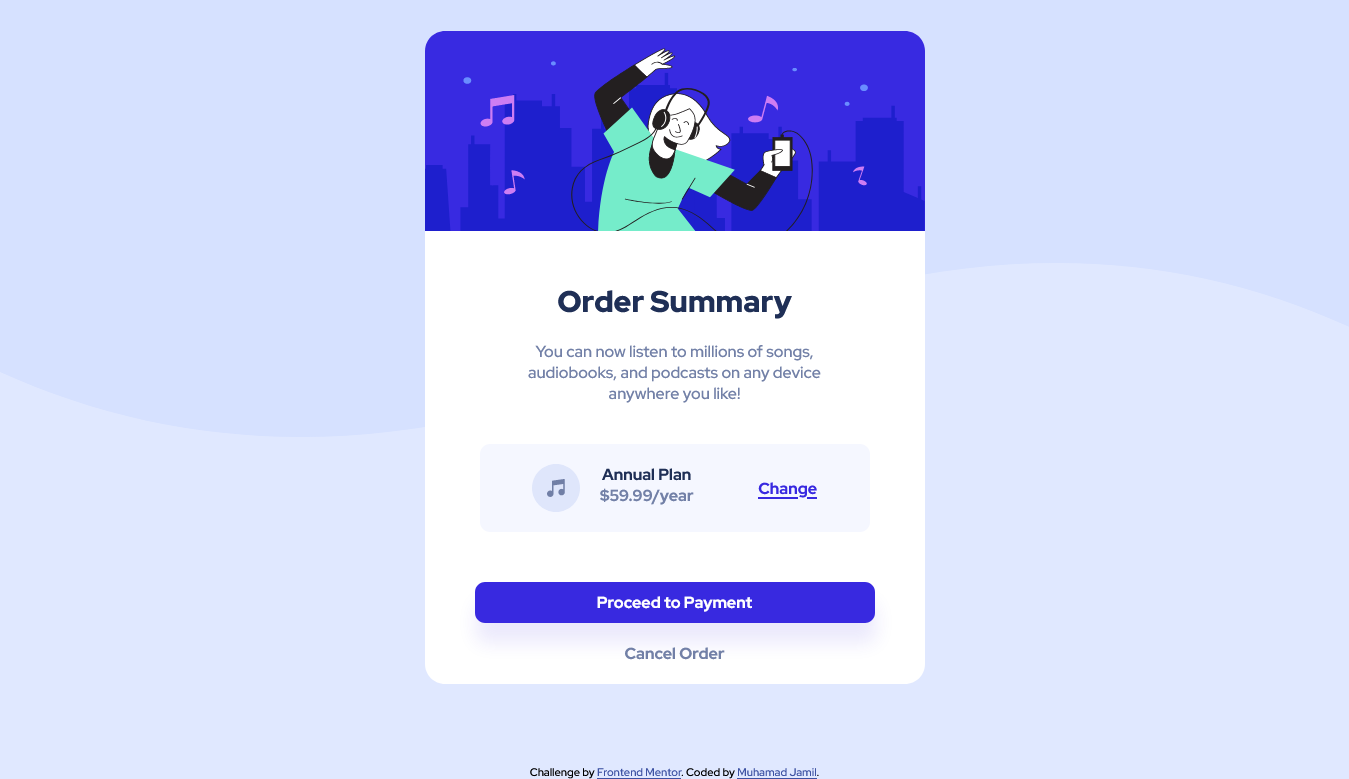 Order Summary
You can now listen to millions of songs,
audiobooks, and podcasts on any device
anywhere you like!
Annual Plan
$59.99/year
Change
Proceed to Payment
Cancel Order
Challenge by Frontend Mentor. Coded by Muhamad Jamil.